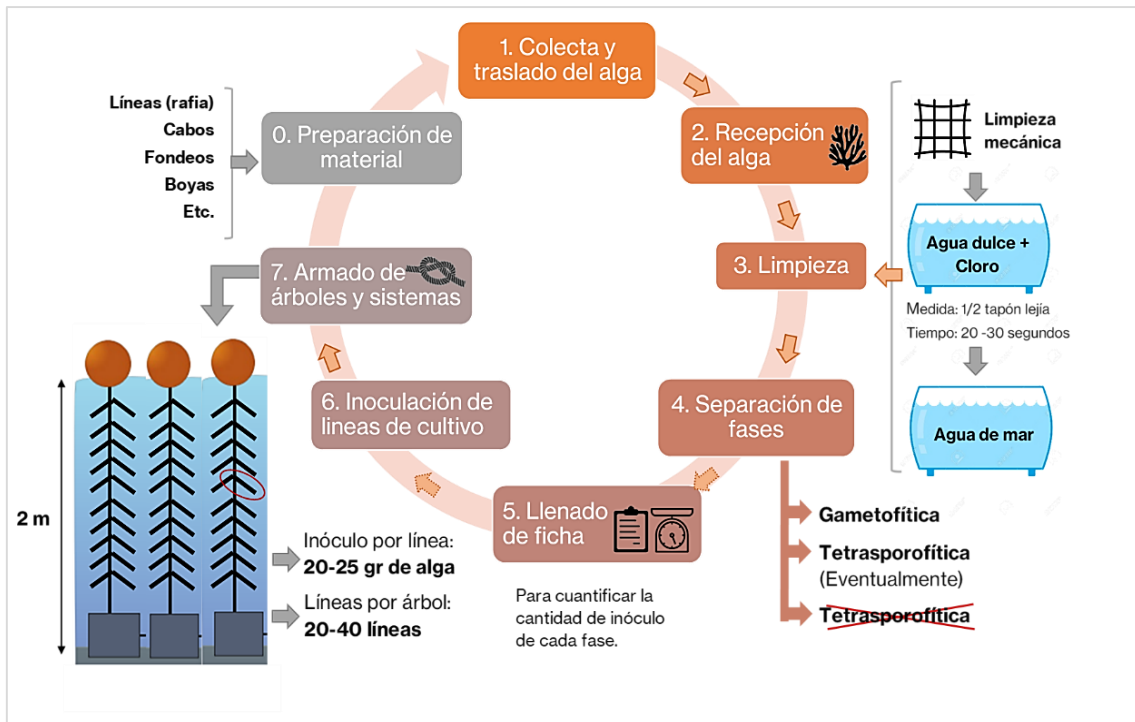 1. Colecta y
traslado del alga
Líneas (rafia)
Cabos
Fondeos
Boyas
Etc.
0. Preparación de
material
2. Recepción
del alga
Limpieza
mecánica
Agua dulce +
Cloro
Medida: 1/2 tapón lejía
Tiempo: 20 -30 segundos
Agua de mar
3. Limpieza
4. Separación de
fases
Gametofítica
Tetrasporofítica
(Eventualmente)
Tetrasporofítica
5. Llenado
de ficha
Para cuantificar la
cantidad de inóculo
de cada fase.
6. Inoculación de
lineas de cultivo
7. Armado de
árboles y sistemas
2 m
Inóculo por línea:
20-25 gr de alga
Líneas por árbol:
20-40 líneas